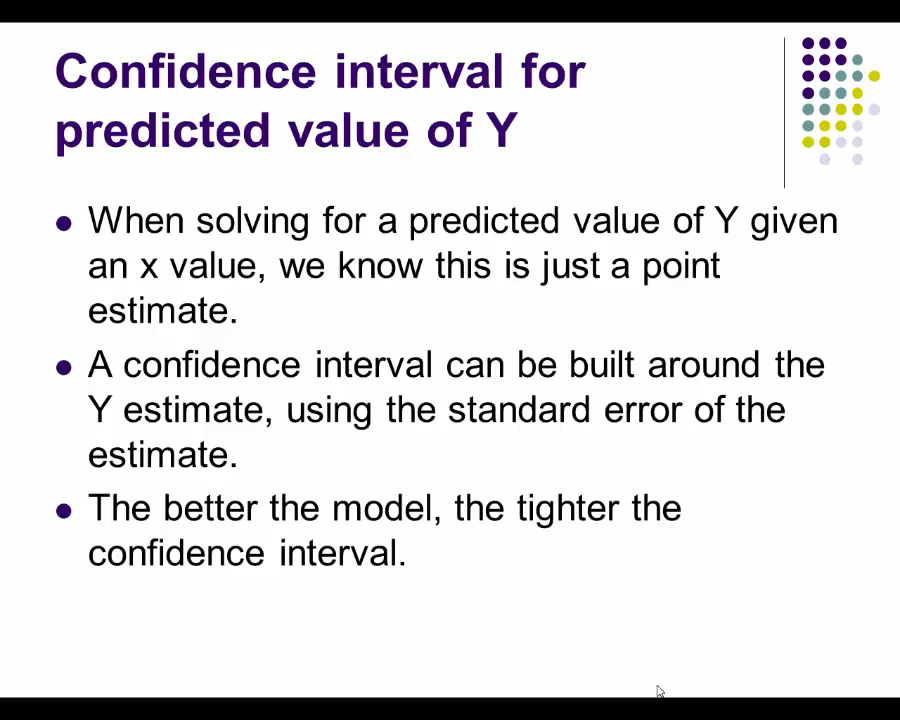 Confidence interval for
predicted value of Y
When solving for a predicted value of Y given
an x value, we know this is just a point
estimate.
A confidence interval can be built around the
Y estimate, using the standard error of the
estimate.
The better the model, the tighter the
confidence interval.